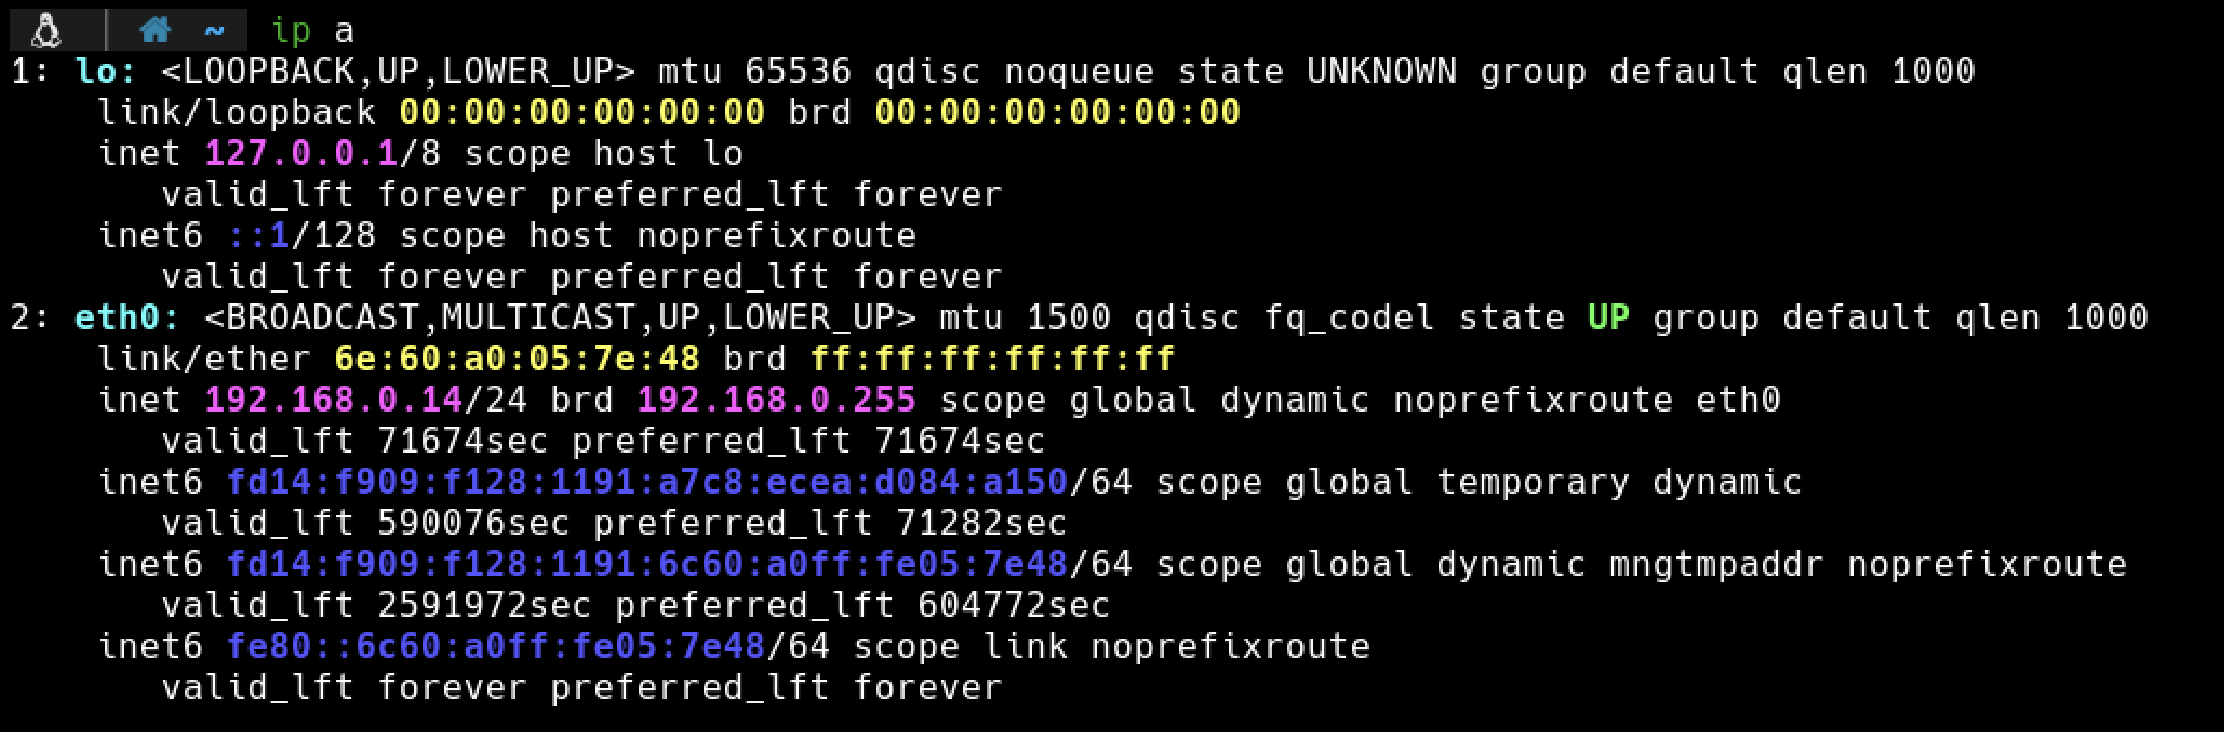 ~ ip a
1: lo: <LOOPBACK,UP,LOWER_UP> mtu 65536 qdisc noqueue state UNKNOWN group default qlen 1000
    link/loopback 00:00:00:00:00:00 brd 00:00:00:00:00:00
    inet 127.0.0.1/8 scope host lo
       valid_lft forever preferred_lft forever
    inet6 ::1/128 scope host noprefixroute
       valid_lft forever preferred_lft forever
2: eth0: <BROADCAST,MULTICAST,UP,LOWER_UP> mtu 1500 qdisc fq_codel state UP group default qlen 1000
    link/ether 6e:60:a0:05:7e:48 brd ff:ff:ff:ff:ff:ff
    inet 192.168.0.14/24 brd 192.168.0.255 scope global dynamic noprefixroute eth0
       valid_lft 71674sec preferred_lft 71674sec
    inet6 fd14:f909:f128:1191:a7c8:ecea:d084:a150/64 scope global temporary dynamic
       valid_lft 590076sec preferred_lft 71282sec
    inet6 fd14:f909:f128:1191:6c60:a0ff:fe05:7e48/64 scope global dynamic mngtmpaddr noprefixroute
       valid_lft 2591972sec preferred_lft 604772sec
    inet6 fe80::6c60:a0ff:fe05:7e48/64 scope link noprefixroute
       valid_lft forever preferred_lft forever